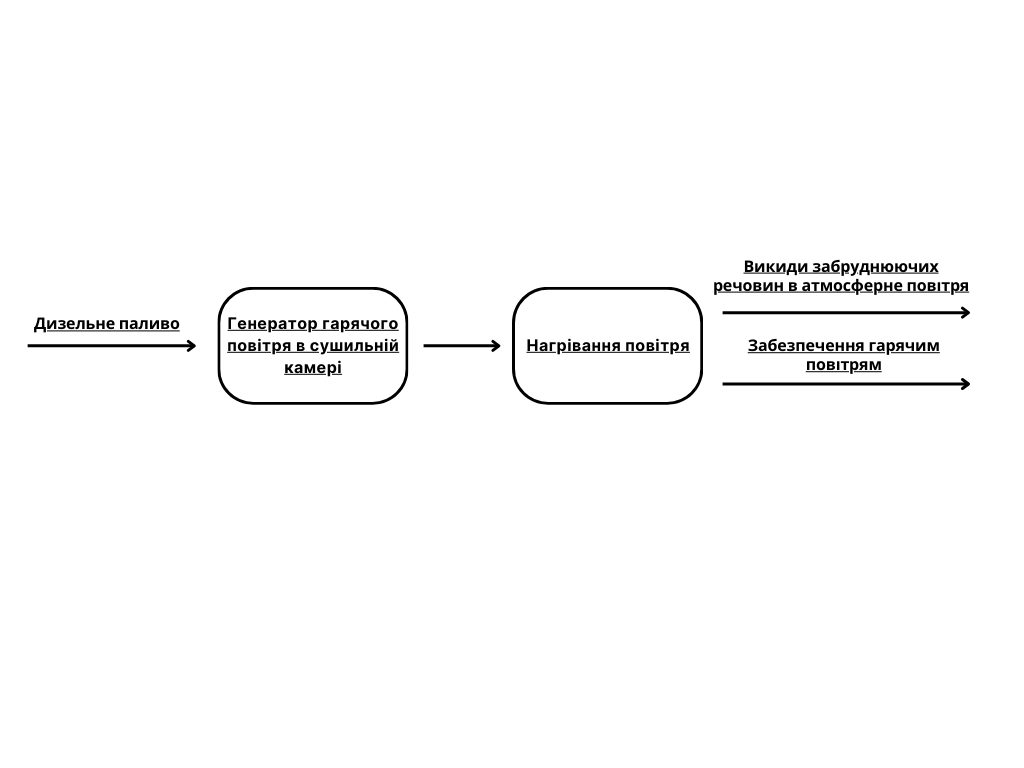 Дизельне паливо
Генератор гарячого
повітря в сушильній
камері
Нагрівання повітря
Викиди забруднюючих
речовин в атмосферне повітря
Забезпечення гарячим
повітрям